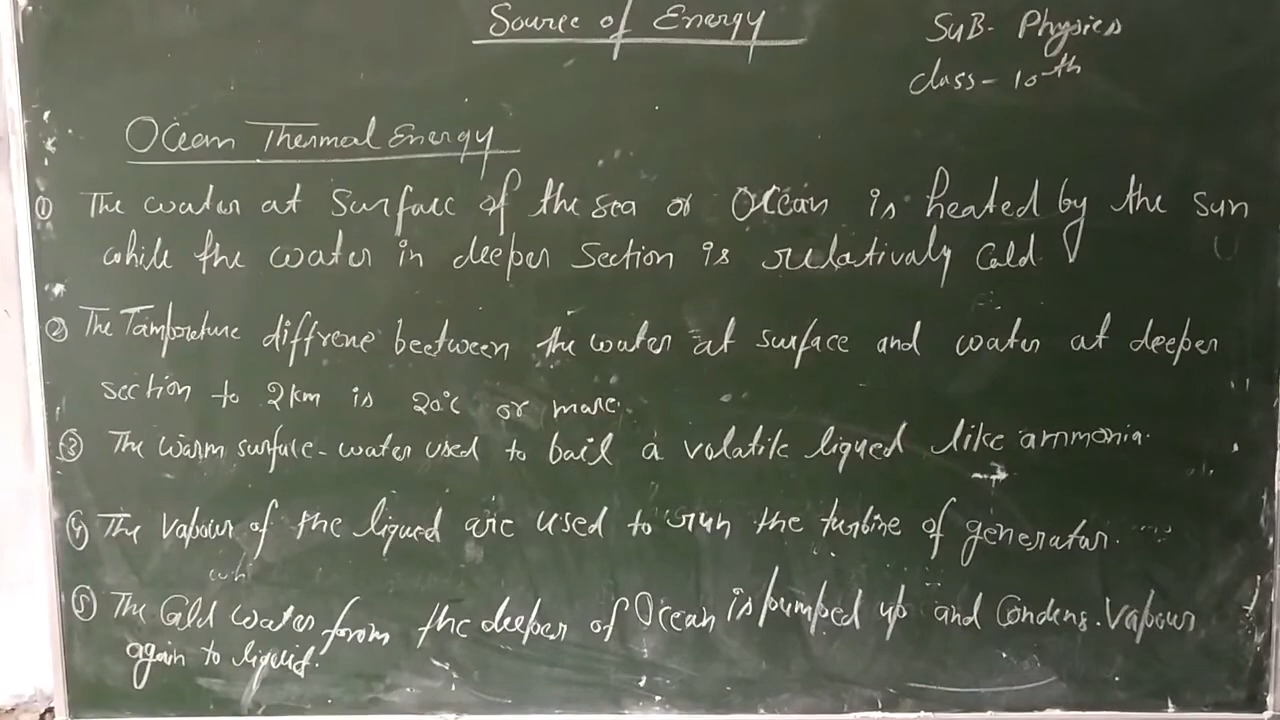 Source of Energy
SUB- Physics
class- 10th
Ocean Thermal Energy
① The water at Surface of the sea or Ocean is heated by the sun
while the water in deeper Section is relativaly Cold
② The Tamporeture diffrene beetween the water at surface and water at deeper
section to 2km is 20°c or more.
③ The warm surface-water used to bail a volatile liqued like ammonia.
④ The Vapour of the liqued are used to run the turbine of generator.
wh
⑤ The Cold water from the deeper of Ocean is pumped up and Condens. Vapour
again to liquid.